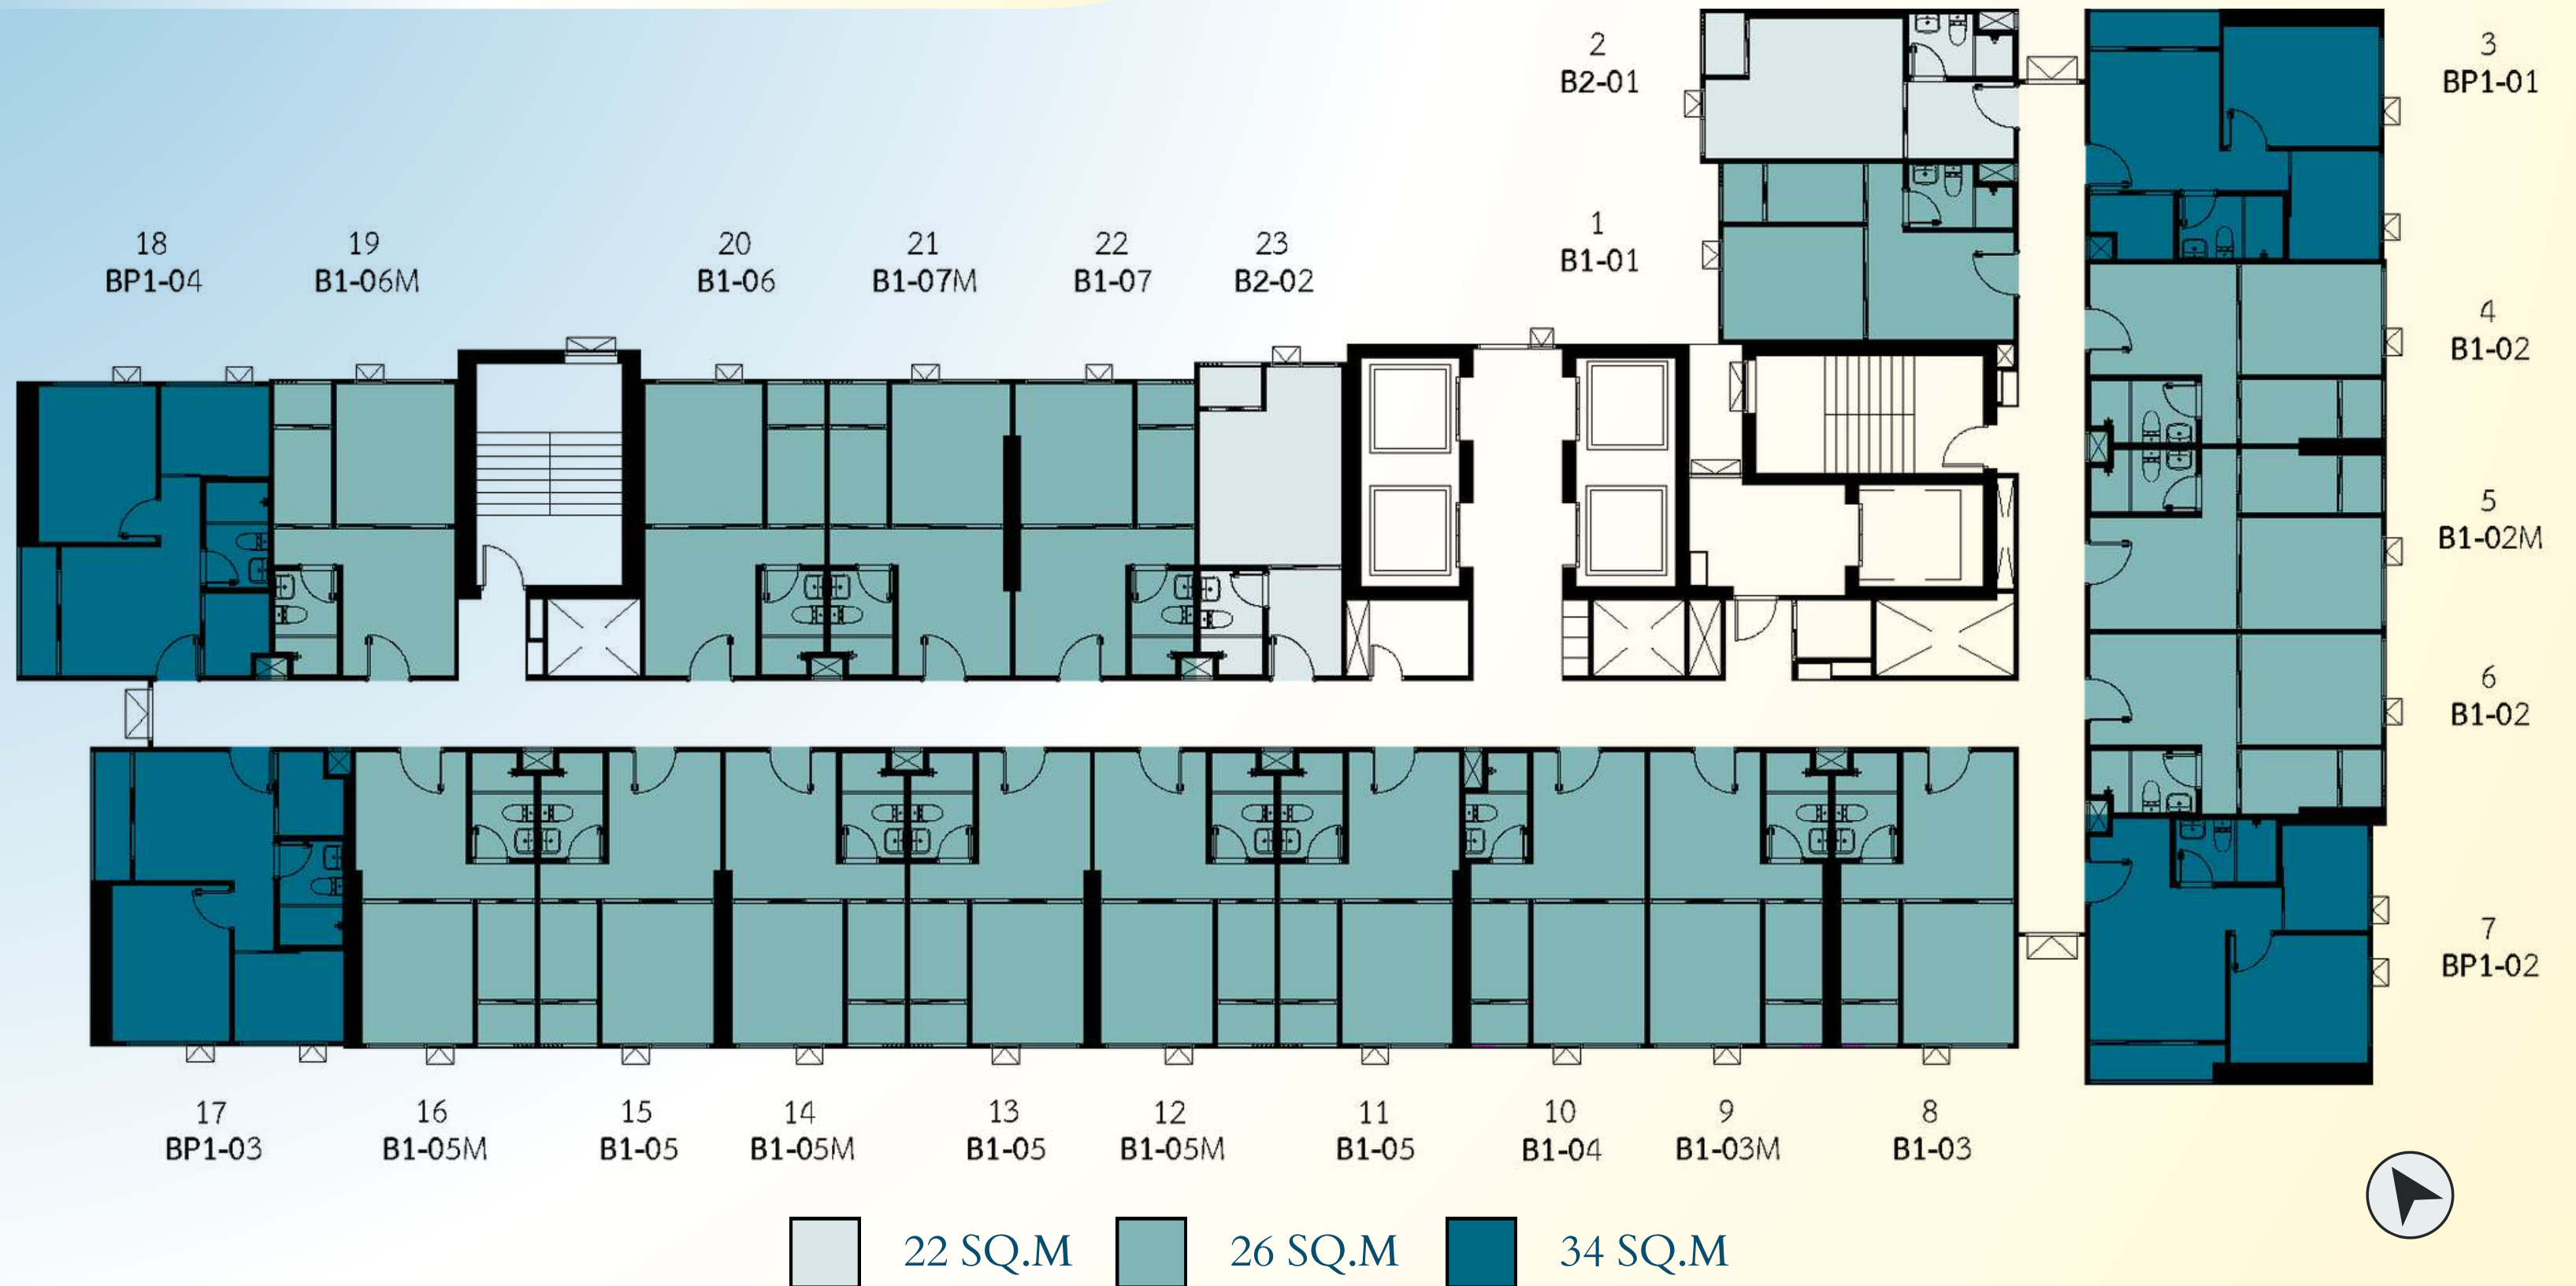 2
B2-01
3
BP1-01
1
B1-01
18
BP1-04
19
B1-06M
20
B1-06
21
B1-07M
22
B1-07
23
B2-02
4
B1-02
5
B1-02M
6
B1-02
7
BP1-02
17
BP1-03
16
B1-05M
15
B1-05
14
B1-05M
13
B1-05
12
B1-05M
11
B1-05
10
B1-04
9
B1-03M
8
B1-03
22 SQ.M
26 SQ.M
34 SQ.M